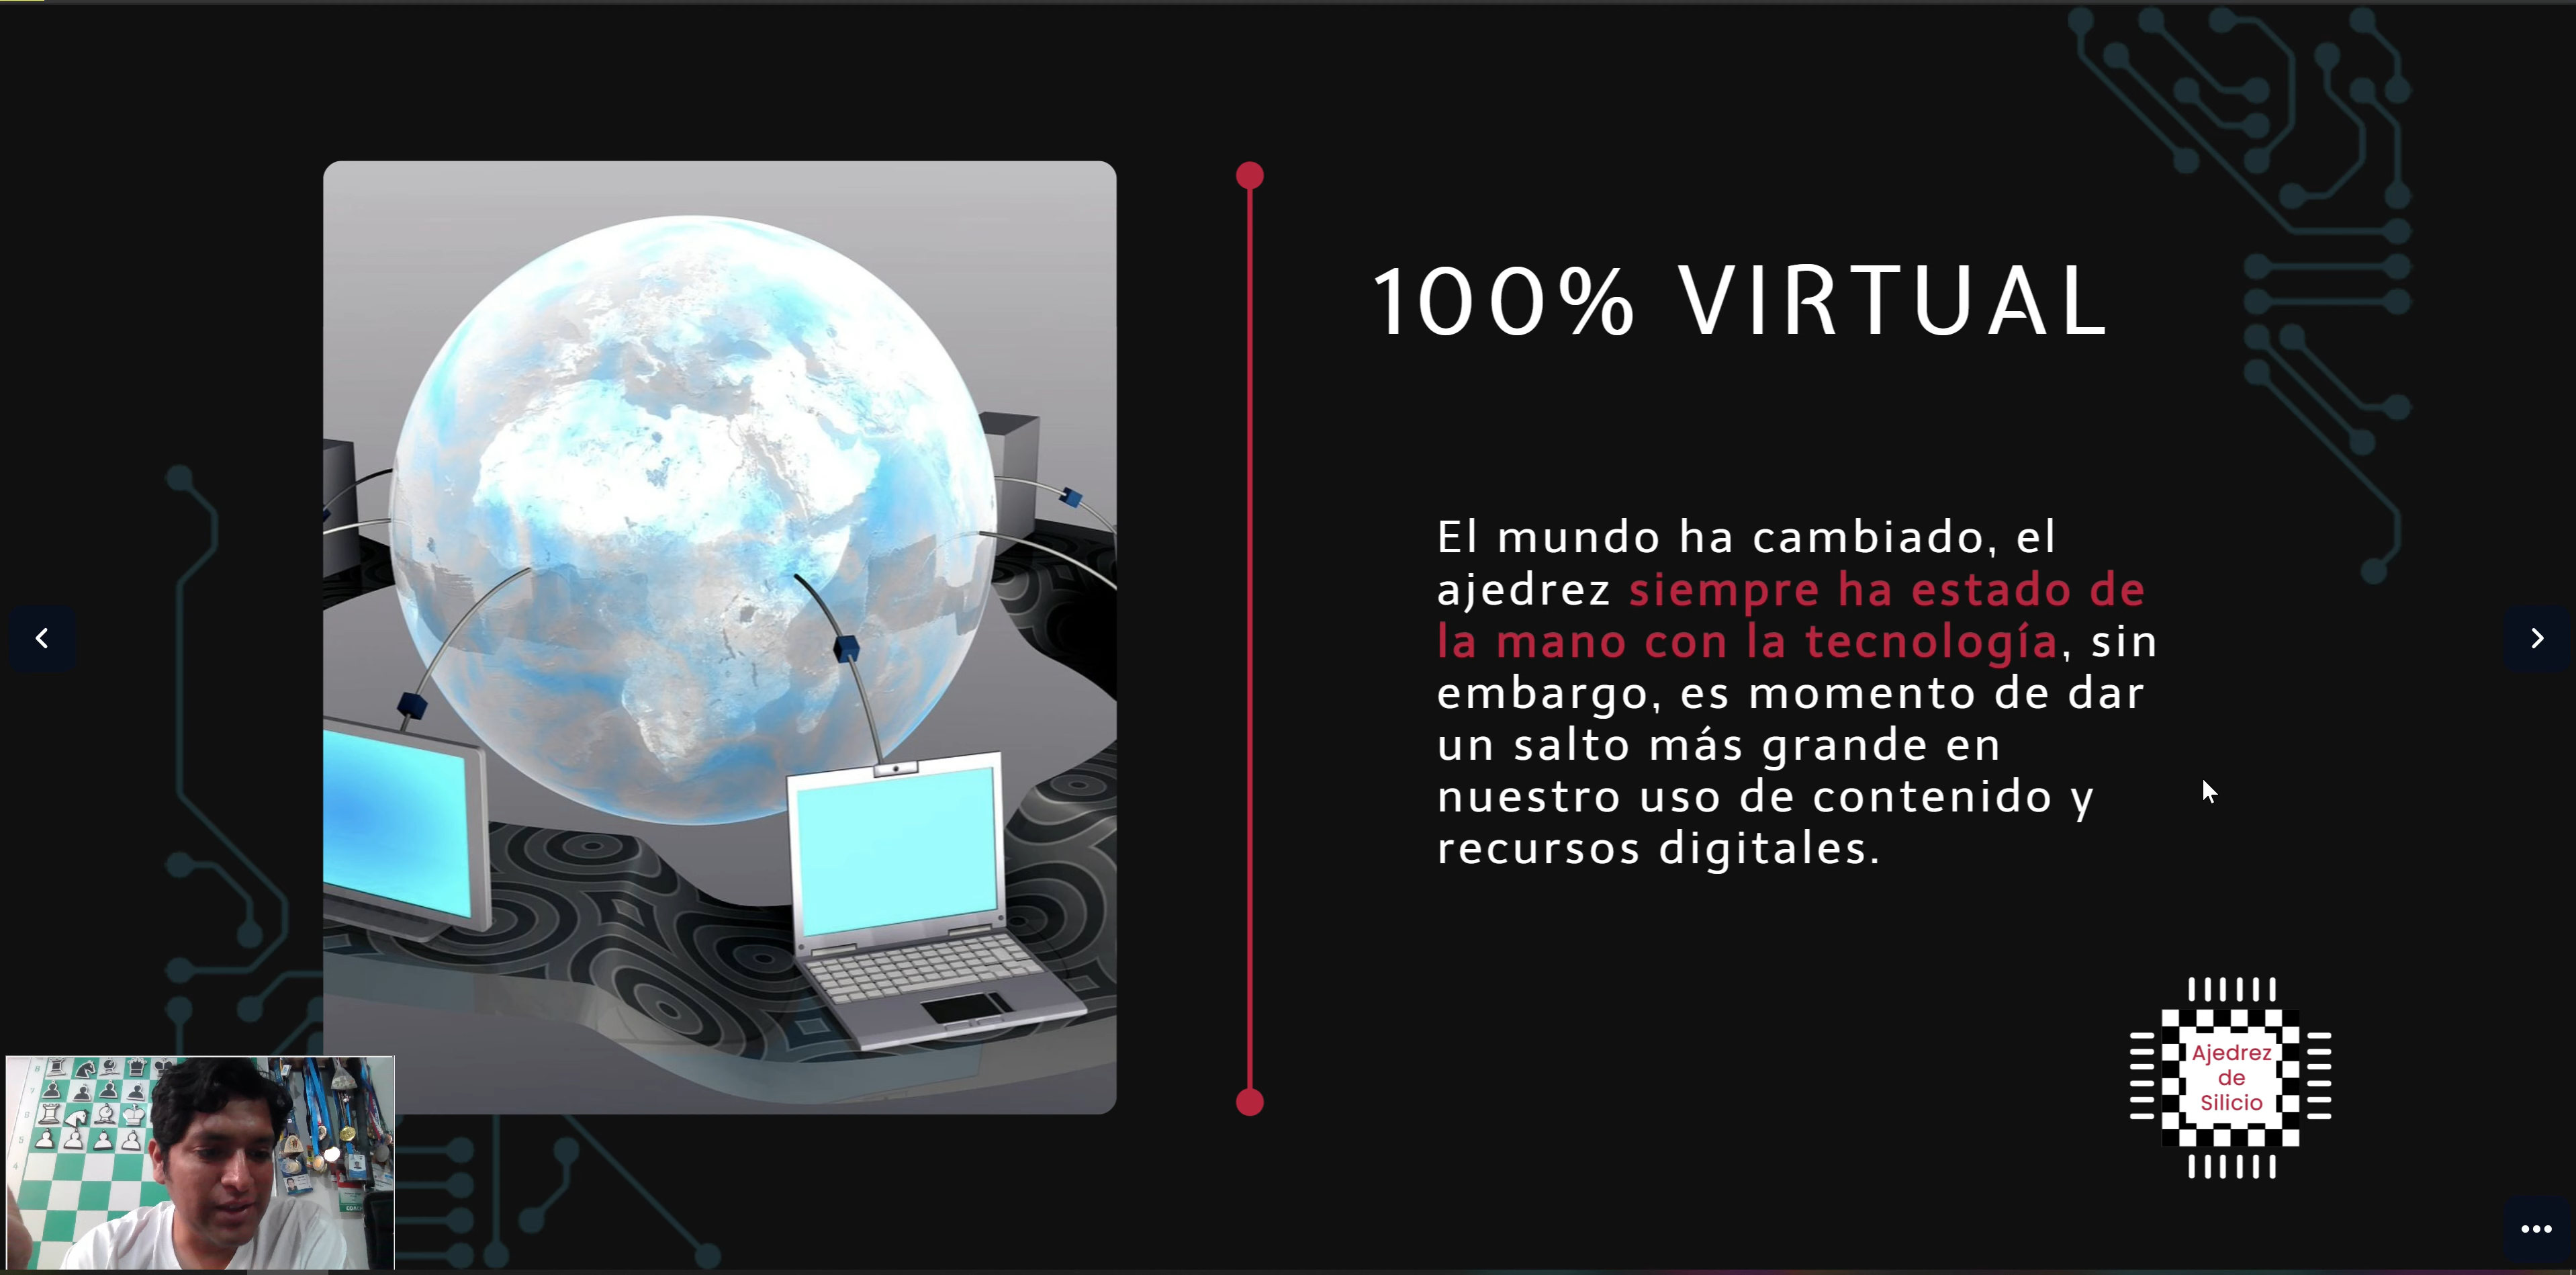 100% VIRTUAL
El mundo ha cambiado, el
ajedrez siempre ha estado de
la mano con la tecnología, sin
embargo, es momento de dar
un salto más grande en
nuestro uso de contenido y
recursos digitales.
Ajedrez
de
Silicio